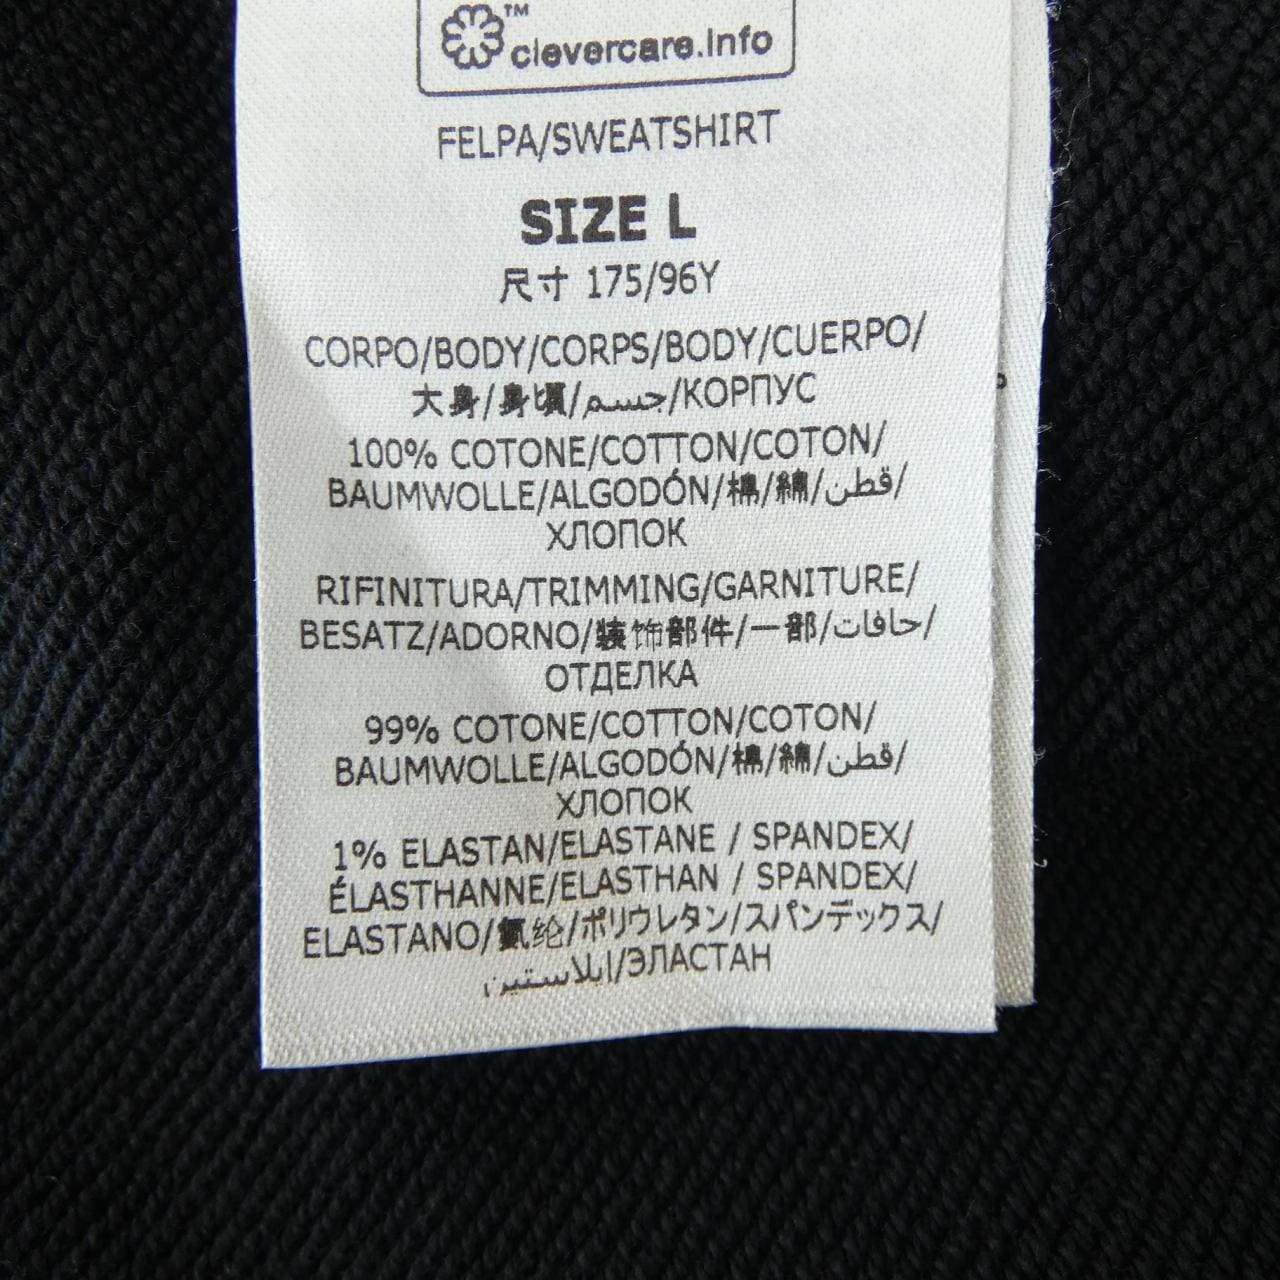 ™
clevercare.info
FELPA/SWEATSHIRT
SIZE L
尺寸 175/96Y
CORPO/BODY/CORPS/BODY/CUERPO/
大身/身頃/جسم/КОРПУС
100% COTONE/COTTON/COTON/
BAUMWOLLE/ALGODÓN/棉/綿/قطن/
ХЛОПОК
RIFINITURA/TRIMMING/GARNITURE/
BESATZ/ADORNO/装饰部件/一部/حافات/
ОТДЕЛКА
99% COTONE/COTTON/COTON/
BAUMWOLLE/ALGODÓN/棉/綿/قطن/
ХЛОПОК
1% ELASTAN/ELASTANE / SPANDEX/
ÉLASTHANNE/ELASTHAN / SPANDEX/
ELASTANO/氨纶/ポリウレタン/スパンデックス/
ايلاستين/ЭЛАСТАН